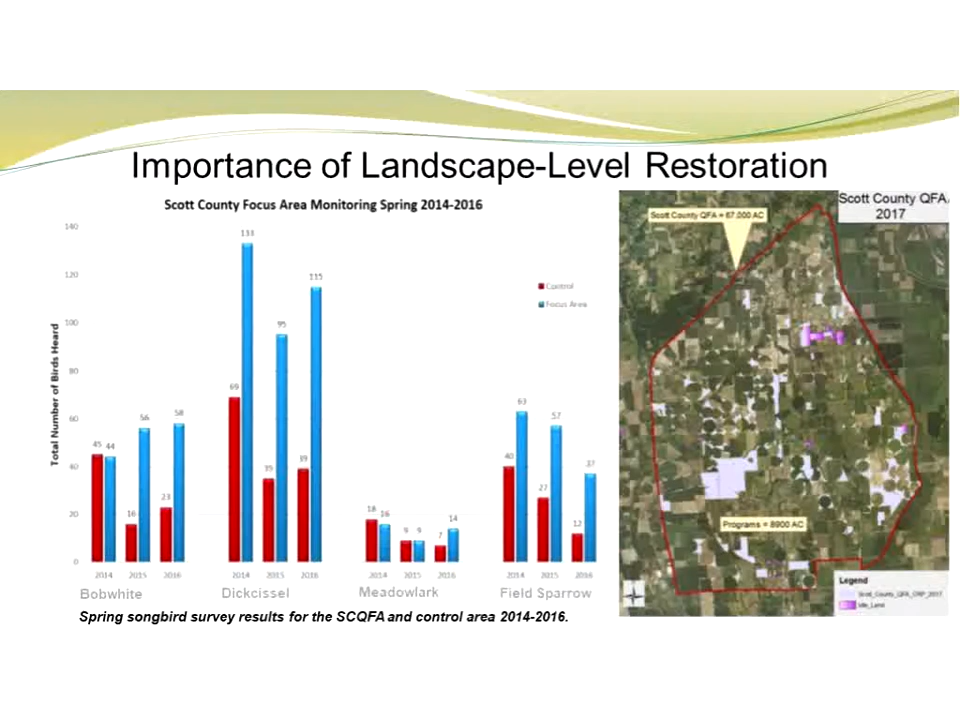 Importance of Landscape-Level Restoration
Scott County Focus Area Monitoring Spring 2014-2016
Total Number of Birds Heard
140
120
100
80
60
40
20
0
45 44
16 56
23 58
69 133
35 95
39 115
18 16
9 9
7 14
40 63
27 57
12 37
Control
Focus Area
2014 2015 2016 2014 2015 2016 2014 2015 2016 2014 2015 2016
Bobwhite Dickcissel Meadowlark Field Sparrow
Spring songbird survey results for the SCQFA and control area 2014-2016.
Scott County QFA
2017
Scott County QFA = 67,000 AC
Programs = 8900 AC
Legend
Scott_County_QFA_CRP_2017
Idle_Land